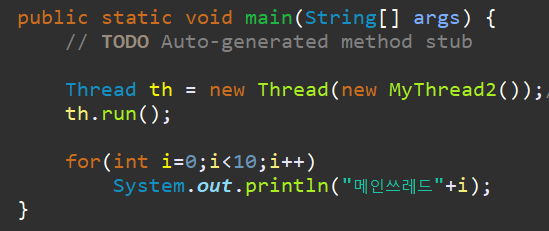 public static void main(String[] args) {
// TODO Auto-generated method stub
Thread th = new Thread(new MyThread2());/
th.run();
for(int i=0;i<10;i++)
System.out.println("메인쓰레드"+i);
}